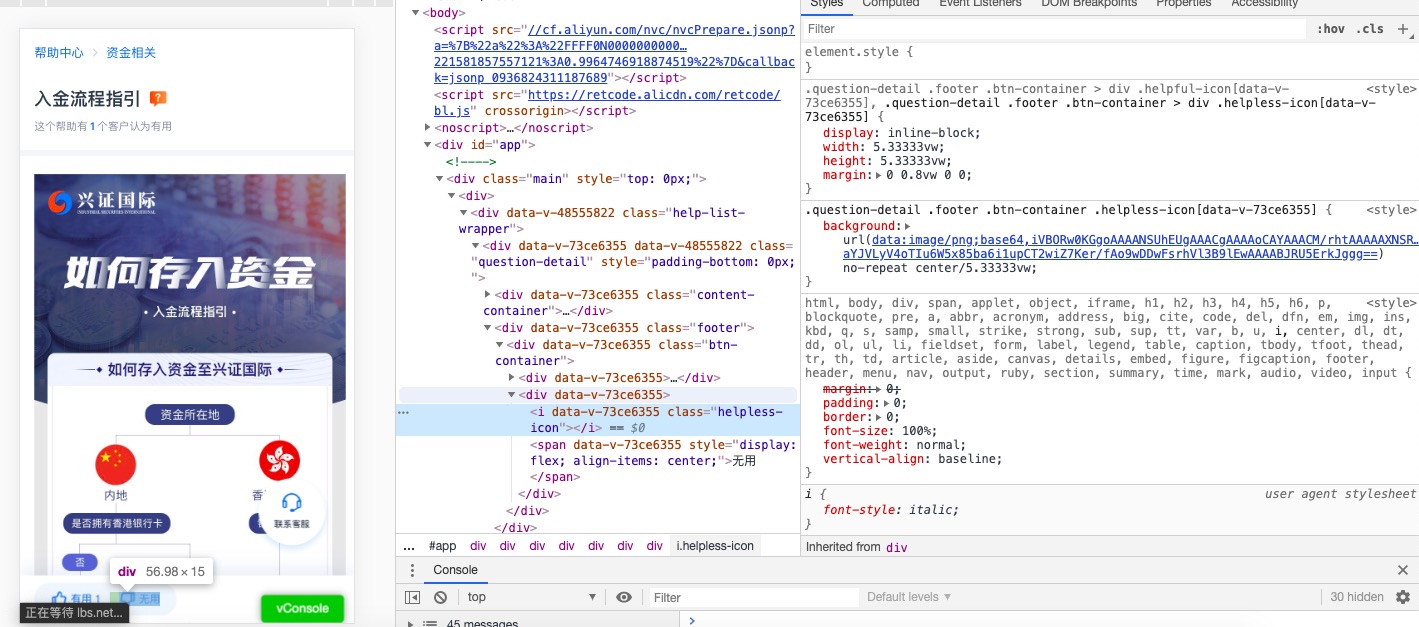 帮助中心 > 资金相关
入金流程指引
这个帮助有1个客户认为有用
兴证国际
INDUSTRIAL SECURITIES INTERNATIONAL
如何存入资金
• 入金流程指引 •
如何存入资金至兴证国际
资金所在地
内地
香
是否拥有香港银行卡
联系客服
否
div 56.98 × 15
有用 1
无用
正在等待 lbs.net...
vConsole
<body>
<script src="//cf.aliyun.com/nvc/nvcPrepare.jsonp?
a=%7B%22a%22%3A%22FFFF0N0000000000…
221581857557121%3A0.9964746918874519%22%7D&callbac
k=jsonp_0936824311187689"></script>
<script src="https://retcode.alicdn.com/retcode/
bl.js" crossorigin></script>
<noscript>…</noscript>
<div id="app">
<!---->
<div class="main" style="top: 0px;">
<div>
<div data-v-48555822 class="help-list-
wrapper">
<div data-v-73ce6355 data-v-48555822 class=
"question-detail" style="padding-bottom: 0px;
">
<div data-v-73ce6355 class="content-
container">…</div>
<div data-v-73ce6355 class="footer">
<div data-v-73ce6355 class="btn-
container">
<div data-v-73ce6355>…</div>
<div data-v-73ce6355>
<i data-v-73ce6355 class="helpless-
icon"></i> == $0
<span data-v-73ce6355 style="display:
flex; align-items: center;">无用
</span>
</div>
</div>
</div>
... #app div div div div div div div i.helpless-icon
Styles Computed Event Listeners DOM Breakpoints Properties Accessibility
Filter :hov .cls +
element.style {
}
.question-detail .footer .btn-container > div .helpful-icon[data-v- <style>
73ce6355], .question-detail .footer .btn-container > div .helpless-icon[data-v-
73ce6355] {
display: inline-block;
width: 5.33333vw;
height: 5.33333vw;
margin: 0 0.8vw 0 0;
}
.question-detail .footer .btn-container .helpless-icon[data-v-73ce6355] { <style>
background:
url(data:image/png;base64,iVBORw0KGgoAAAANSUhEUgAAACgAAAAoCAYAAACM/rhtAAAAAXNSR…
aYJVLyV4oTIu6W5x85ba6i1upCT2wiZ7Ker/fAo9wDDwFsrhVl3B9lEwAAAABJRU5ErkJggg==)
no-repeat center/5.33333vw;
}
html, body, div, span, applet, object, iframe, h1, h2, h3, h4, h5, h6, p, <style>
blockquote, pre, a, abbr, acronym, address, big, cite, code, del, dfn, em, img, ins,
kbd, q, s, samp, small, strike, strong, sub, sup, tt, var, b, u, i, center, dl, dt,
dd, ol, ul, li, fieldset, form, label, legend, table, caption, tbody, tfoot, thead,
tr, th, td, article, aside, canvas, details, embed, figure, figcaption, footer,
header, menu, nav, output, ruby, section, summary, time, mark, audio, video, input {
margin: 0;
padding: 0;
border: 0;
font-size: 100%;
font-weight: normal;
vertical-align: baseline;
}
i { user agent stylesheet
font-style: italic;
}
Inherited from div
Console
top Filter Default levels 30 hidden
45 messages